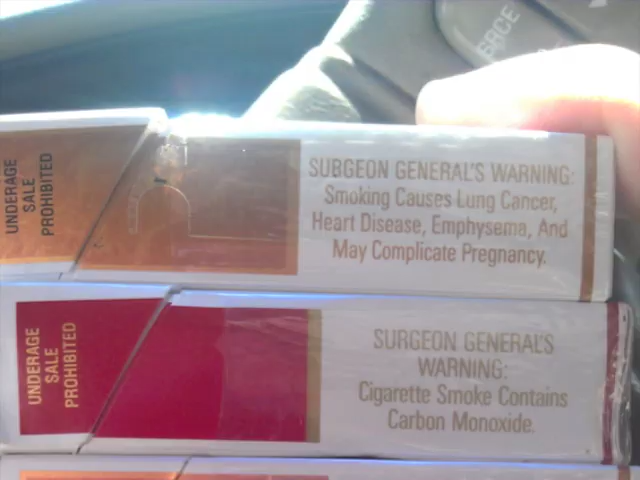 UNDERAGE
SALE
PROHIBITED
SURGEON GENERAL'S WARNING:
Smoking Causes Lung Cancer,
Heart Disease, Emphysema, And
May Complicate Pregnancy.
UNDERAGE
SALE
PROHIBITED
SURGEON GENERAL'S
WARNING:
Cigarette Smoke Contains
Carbon Monoxide.